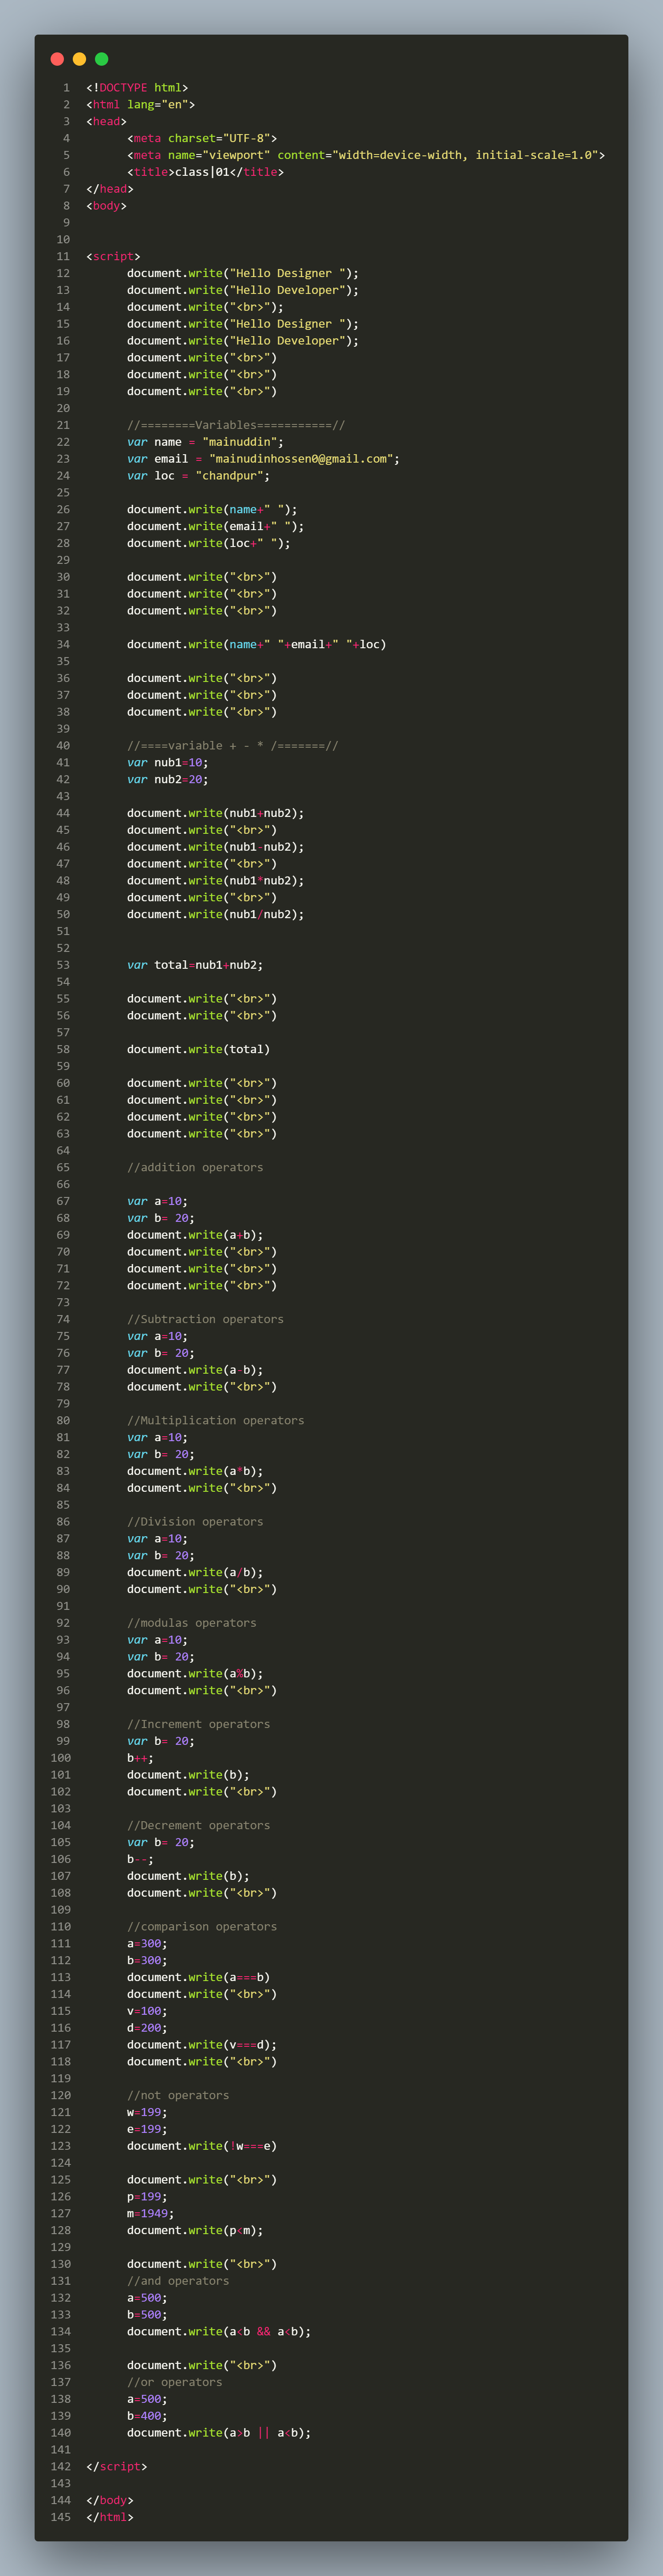 1 <!DOCTYPE html>
2 <html lang="en">
3 <head>
4       <meta charset="UTF-8">
5       <meta name="viewport" content="width=device-width, initial-scale=1.0">
6       <title>class|01</title>
7 </head>
8 <body>
9
10
11 <script>
12       document.write("Hello Designer ");
13       document.write("Hello Developer");
14       document.write("<br>");
15       document.write("Hello Designer ");
16       document.write("Hello Developer");
17       document.write("<br>")
18       document.write("<br>")
19       document.write("<br>")
20
21       //========Variables===========//
22       var name = "mainuddin";
23       var email = "mainudinhossen0@gmail.com";
24       var loc = "chandpur";
25
26       document.write(name+" ");
27       document.write(email+" ");
28       document.write(loc+" ");
29
30       document.write("<br>")
31       document.write("<br>")
32       document.write("<br>")
33
34       document.write(name+" "+email+" "+loc)
35
36       document.write("<br>")
37       document.write("<br>")
38       document.write("<br>")
39
40       //====variable + - * /=======//
41       var nub1=10;
42       var nub2=20;
43
44       document.write(nub1+nub2);
45       document.write("<br>")
46       document.write(nub1-nub2);
47       document.write("<br>")
48       document.write(nub1*nub2);
49       document.write("<br>")
50       document.write(nub1/nub2);
51
52
53       var total=nub1+nub2;
54
55       document.write("<br>")
56       document.write("<br>")
57
58       document.write(total)
59
60       document.write("<br>")
61       document.write("<br>")
62       document.write("<br>")
63       document.write("<br>")
64
65       //addition operators
66
67       var a=10;
68       var b= 20;
69       document.write(a+b);
70       document.write("<br>")
71       document.write("<br>")
72       document.write("<br>")
73
74       //Subtraction operators
75       var a=10;
76       var b= 20;
77       document.write(a-b);
78       document.write("<br>")
79
80       //Multiplication operators
81       var a=10;
82       var b= 20;
83       document.write(a*b);
84       document.write("<br>")
85
86       //Division operators
87       var a=10;
88       var b= 20;
89       document.write(a/b);
90       document.write("<br>")
91
92       //modulas operators
93       var a=10;
94       var b= 20;
95       document.write(a%b);
96       document.write("<br>")
97
98       //Increment operators
99       var b= 20;
100       b++;
101       document.write(b);
102       document.write("<br>")
103
104       //Decrement operators
105       var b= 20;
106       b--;
107       document.write(b);
108       document.write("<br>")
109
110       //comparison operators
111       a=300;
112       b=300;
113       document.write(a===b)
114       document.write("<br>")
115       v=100;
116       d=200;
117       document.write(v===d);
118       document.write("<br>")
119
120       //not operators
121       w=199;
122       e=199;
123       document.write(!w===e)
124
125       document.write("<br>")
126       p=199;
127       m=1949;
128       document.write(p<m);
129
130       document.write("<br>")
131       //and operators
132       a=500;
133       b=500;
134       document.write(a<b && a<b);
135
136       document.write("<br>")
137       //or operators
138       a=500;
139       b=400;
140       document.write(a>b || a<b);
141
142 </script>
143
144 </body>
145 </html>